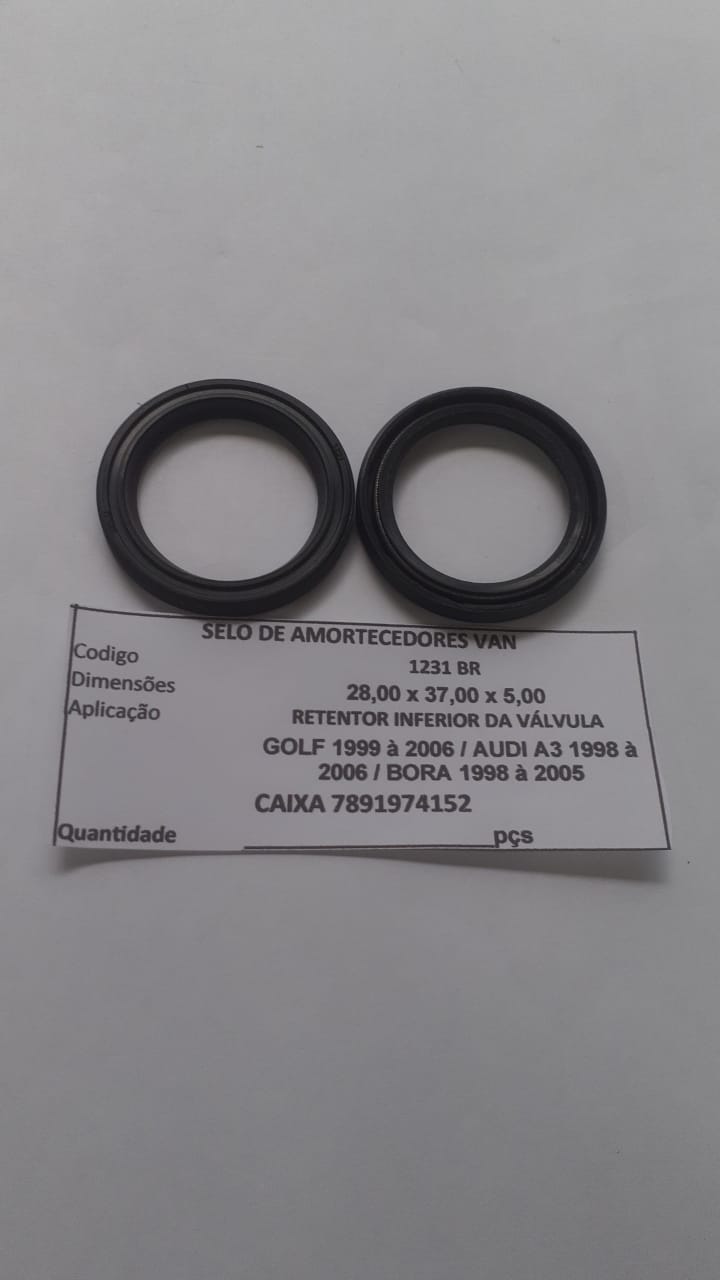 SELO DE AMORTECEDORES VAN
Codigo 1231 BR
Dimensões 28,00 x 37,00 x 5,00
Aplicação RETENTOR INFERIOR DA VÁLVULA
GOLF 1999 à 2006 / AUDI A3 1998 à
2006 / BORA 1998 à 2005
CAIXA 7891974152
Quantidade ____________________pçs